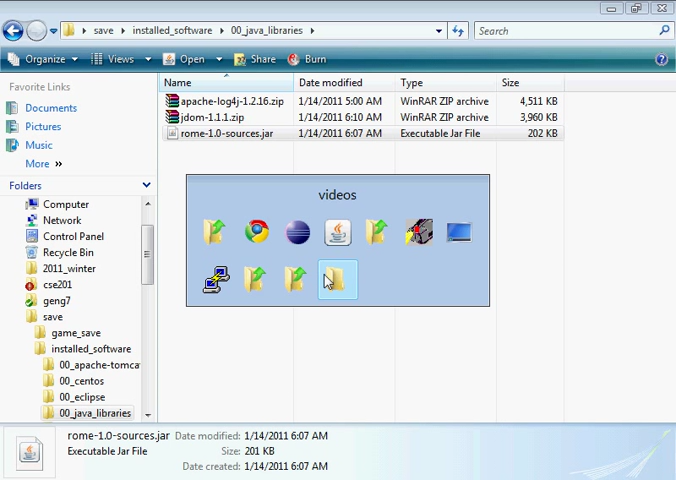 save › installed_software › 00_java_libraries ›
Search
Organize Views Open Share Burn
Favorite Links
Documents
Pictures
Music
More »
Folders
Computer
Network
Control Panel
Recycle Bin
2011_winter
cse201
geng7
save
game_save
installed_software
00_apache-tomca
00_centos
00_eclipse
00_java_libraries
Name Date modified Type Size
apache-log4j-1.2.16.zip 1/14/2011 5:00 AM WinRAR ZIP archive 4,511 KB
jdom-1.1.1.zip 1/14/2011 6:10 AM WinRAR ZIP archive 3,960 KB
rome-1.0-sources.jar 1/14/2011 6:07 AM Executable Jar File 202 KB
videos
rome-1.0-sources.jar Date modified: 1/14/2011 6:07 AM
Executable Jar File Size: 201 KB
Date created: 1/14/2011 6:07 AM